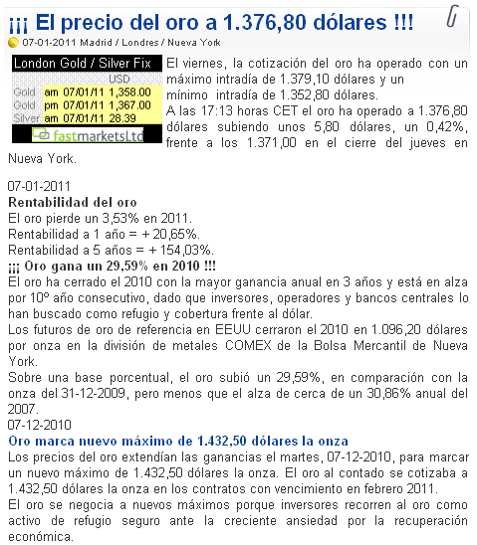 ¡¡¡ El precio del oro a 1.376,80 dólares !!!
07-01-2011 Madrid / Londres / Nueva York
London Gold / Silver Fix
USD
Gold am 07/01/11 1,358.00
Gold pm 07/01/11 1,367.00
Silver am 07/01/11 28.39
fastmarketsLtd
El viernes, la cotización del oro ha operado con un
máximo intradía de 1.379,10 dólares y un
mínimo intradía de 1.352,80 dólares.
A las 17:13 horas CET el oro ha operado a 1.376,80
dólares subiendo unos 5,80 dólares, un 0,42%,
frente a los 1.371,00 en el cierre del jueves en
Nueva York.
07-01-2011
Rentabilidad del oro
El oro pierde un 3,53% en 2011.
Rentabilidad a 1 año = + 20,65%.
Rentabilidad a 5 años = + 154,03%.
¡¡¡ Oro gana un 29,59% en 2010 !!!
El oro ha cerrado el 2010 con la mayor ganancia anual en 3 años y está en alza
por 10º año consecutivo, dado que inversores, operadores y bancos centrales lo
han buscado como refugio y cobertura frente al dólar.
Los futuros de oro de referencia en EEUU cerraron el 2010 en 1.096,20 dólares
por onza en la división de metales COMEX de la Bolsa Mercantil de Nueva
York.
Sobre una base porcentual, el oro subió un 29,59%, en comparación con la
onza del 31-12-2009, pero menos que el alza de cerca de un 30,86% anual del
2007.
07-12-2010
Oro marca nuevo máximo de 1.432,50 dólares la onza
Los precios del oro extendían las ganancias el martes, 07-12-2010, para marcar
un nuevo máximo de 1.432,50 dólares la onza. El oro al contado se cotizaba a
1.432,50 dólares la onza en los contratos con vencimiento en febrero 2011.
El oro se negocia a nuevos máximos porque inversores recorren al oro como
activo de refugio seguro ante la creciente ansiedad por la recuperación
económica.